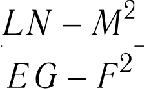 LN − M²
EG − F²